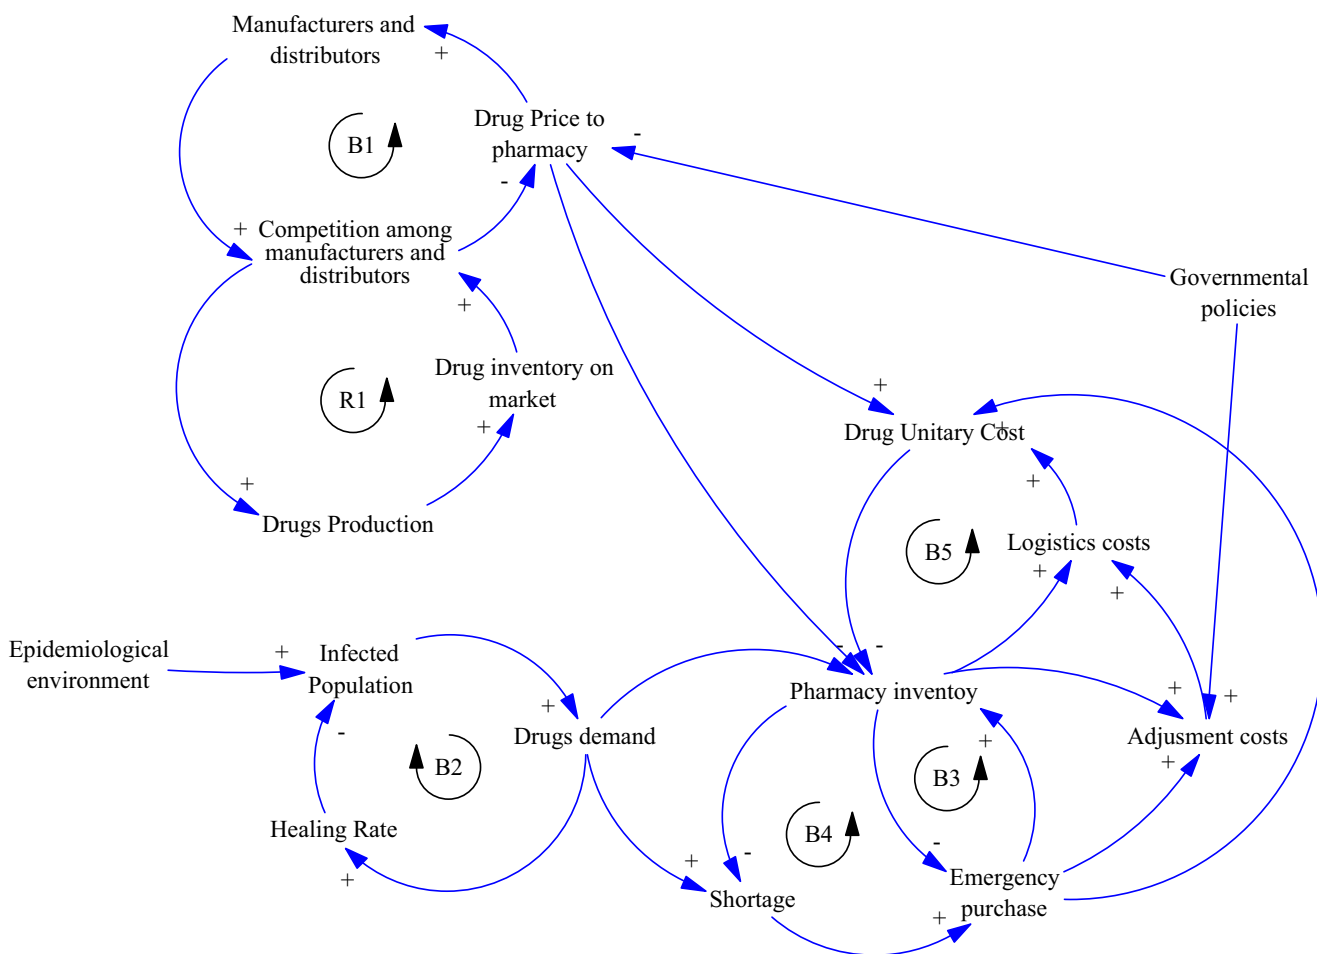 Manufacturers and
distributors
+
B1
Drug Price to
pharmacy
-
-
+
Competition among
manufacturers and
distributors
+
Governmental
policies
R1
Drug inventory on
market
+
+
Drugs Production
+
Drug Unitary Cost
+
+
B5
Logistics costs
+
+
Epidemiological
environment
+
Infected
Population
-
+
Drugs demand
B2
Healing Rate
+
-
-
Pharmacy inventoy
+
+
+
Adjusment costs
+
B3
B4
-
-
+
Shortage
Emergency
purchase
+